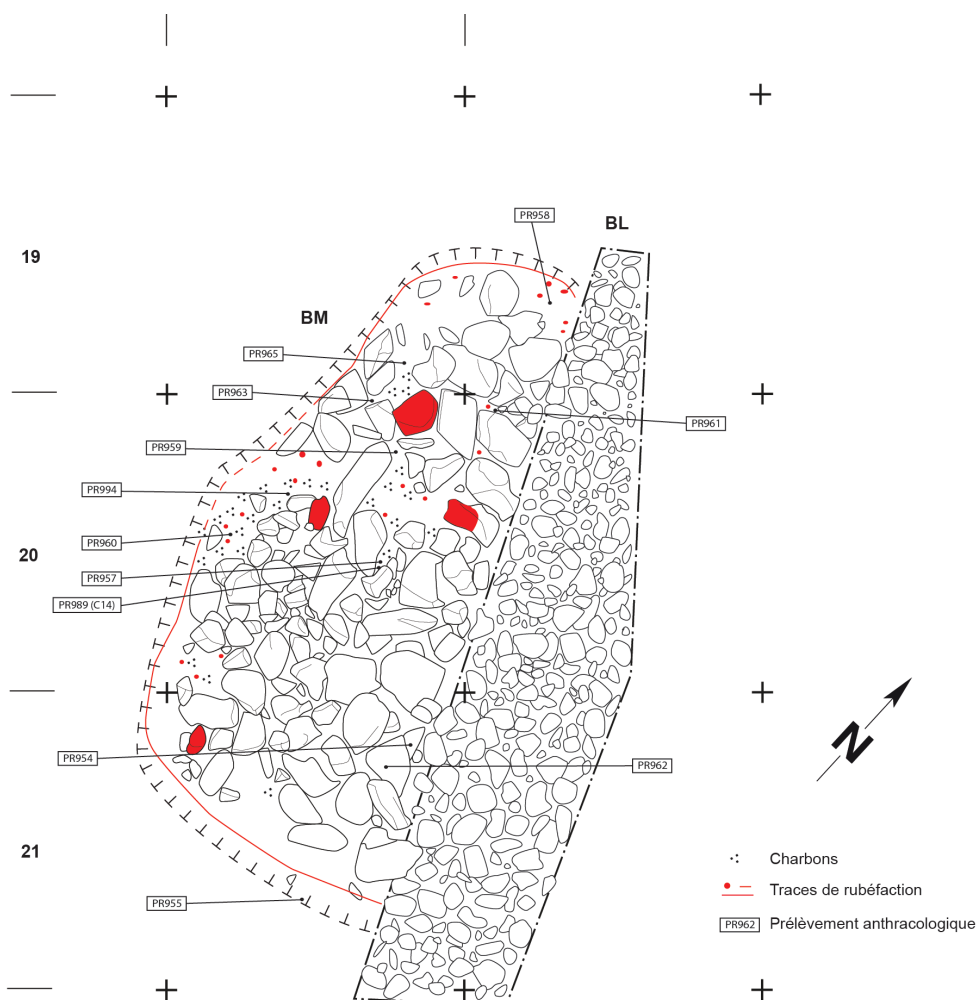 PR958
BL
19
BM
PR965
PR963
PR961
PR959
PR994
PR960
20
PR957
PR989 (C14)
N
PR954
PR962
21
Charbons
Traces de rubéfaction
PR955
PR962 Prélèvement anthracologique